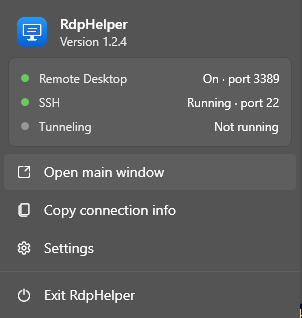 RdpHelper
Version 1.2.4
Remote Desktop On · port 3389
SSH Running · port 22
Tunneling Not running
Open main window
Copy connection info
Settings
Exit RdpHelper